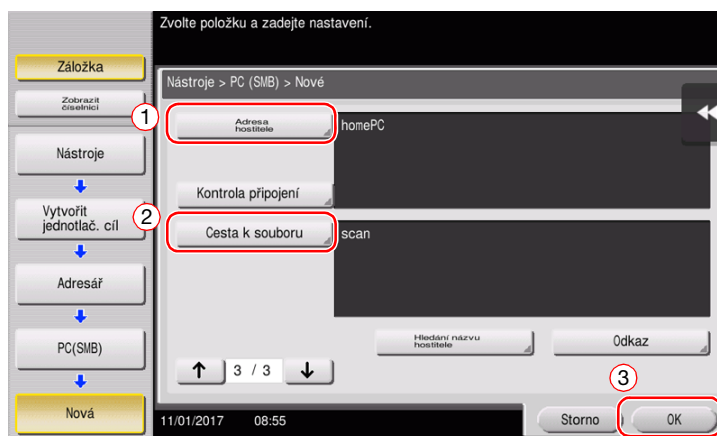 Zvolte položku a zadejte nastavení.
Záložka
Zobrazit
číselnici
Nástroje
Vytvořit
jednotlač. cíl
Adresář
PC(SMB)
Nová
Nástroje > PC (SMB) > Nové
1
Adresa
hostitele
homePC
Kontrola připojení
2
Cesta k souboru
scan
Hledání názvu
hostitele
Odkaz
↑ 3 / 3 ↓
3
11/01/2017 08:55
Storno
OK